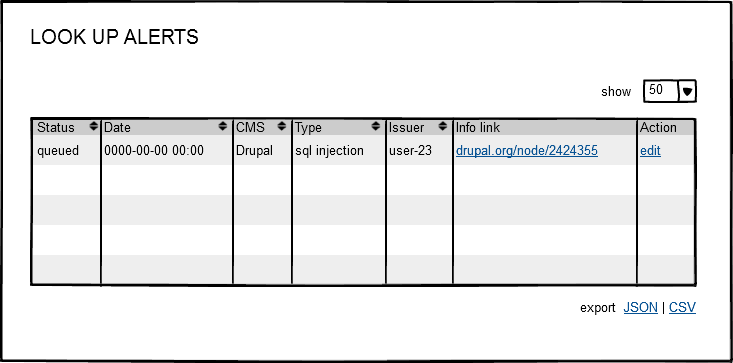 LOOK UP ALERTS
show 50
Status Date CMS Type Issuer Info link Action
queued 0000-00-00 00:00 Drupal sql injection user-23 drupal.org/node/2424355 edit
export JSON | CSV